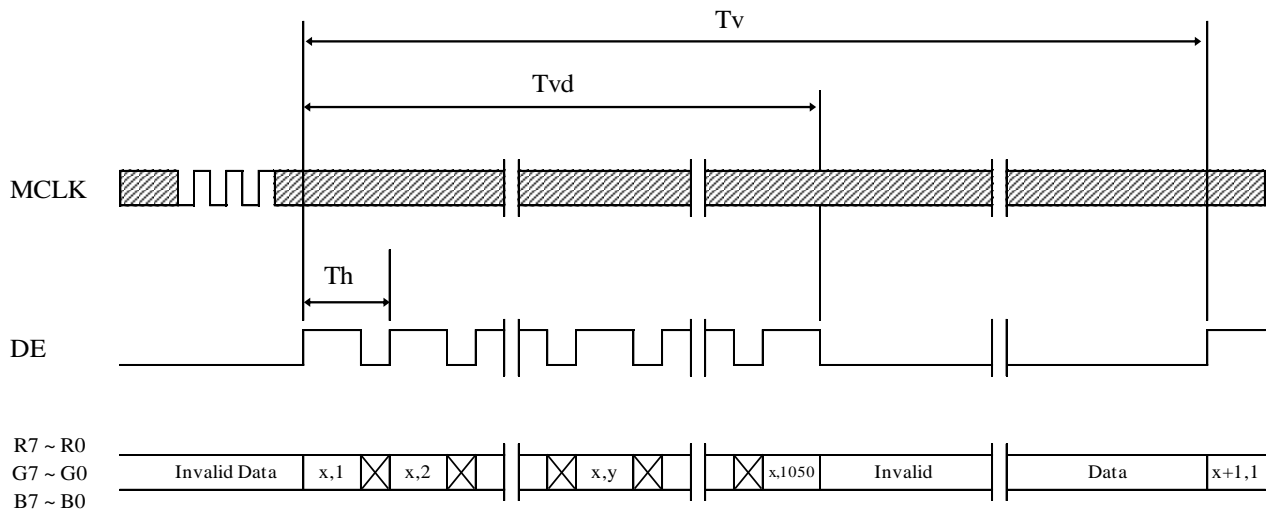 Tv
Tvd
MCLK
Th
DE
R7 ~ R0
G7 ~ G0
B7 ~ B0
Invalid Data x,1 x,2 x,y x,1050 Invalid Data x+1,1